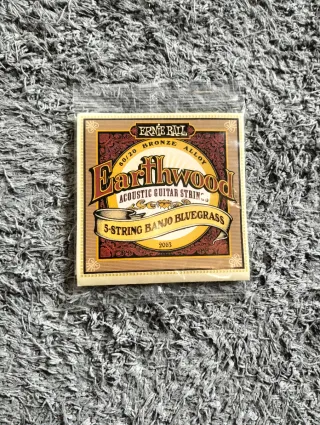 ERNIE BALL
80/20 BRONZE ALLOY
Earthwood
ACOUSTIC GUITAR STRINGS
5-STRING BANJO BLUEGRASS
2063